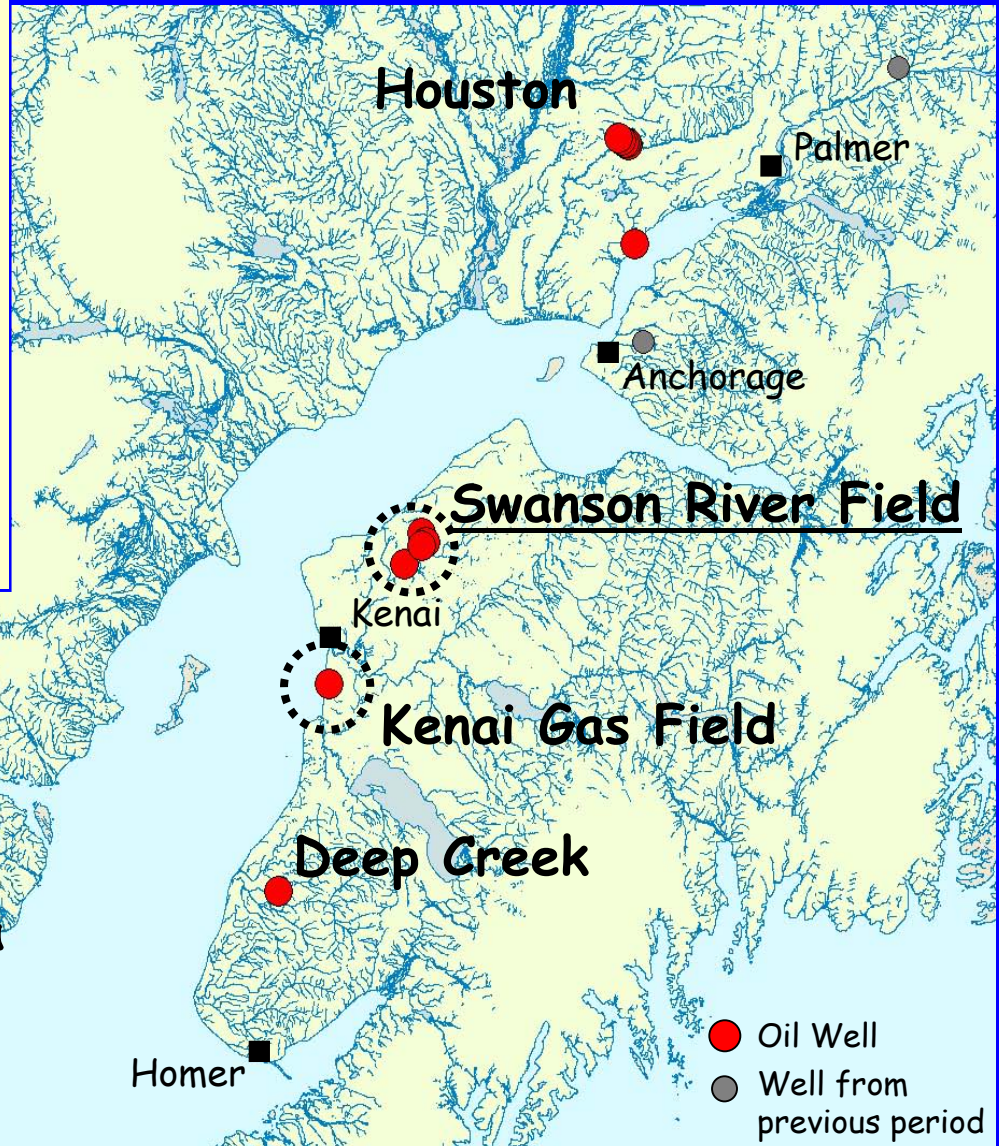 Houston
Palmer
Anchorage
Swanson River Field
Kenai
Kenai Gas Field
Deep Creek
Oil Well
Homer
Well from
previous period